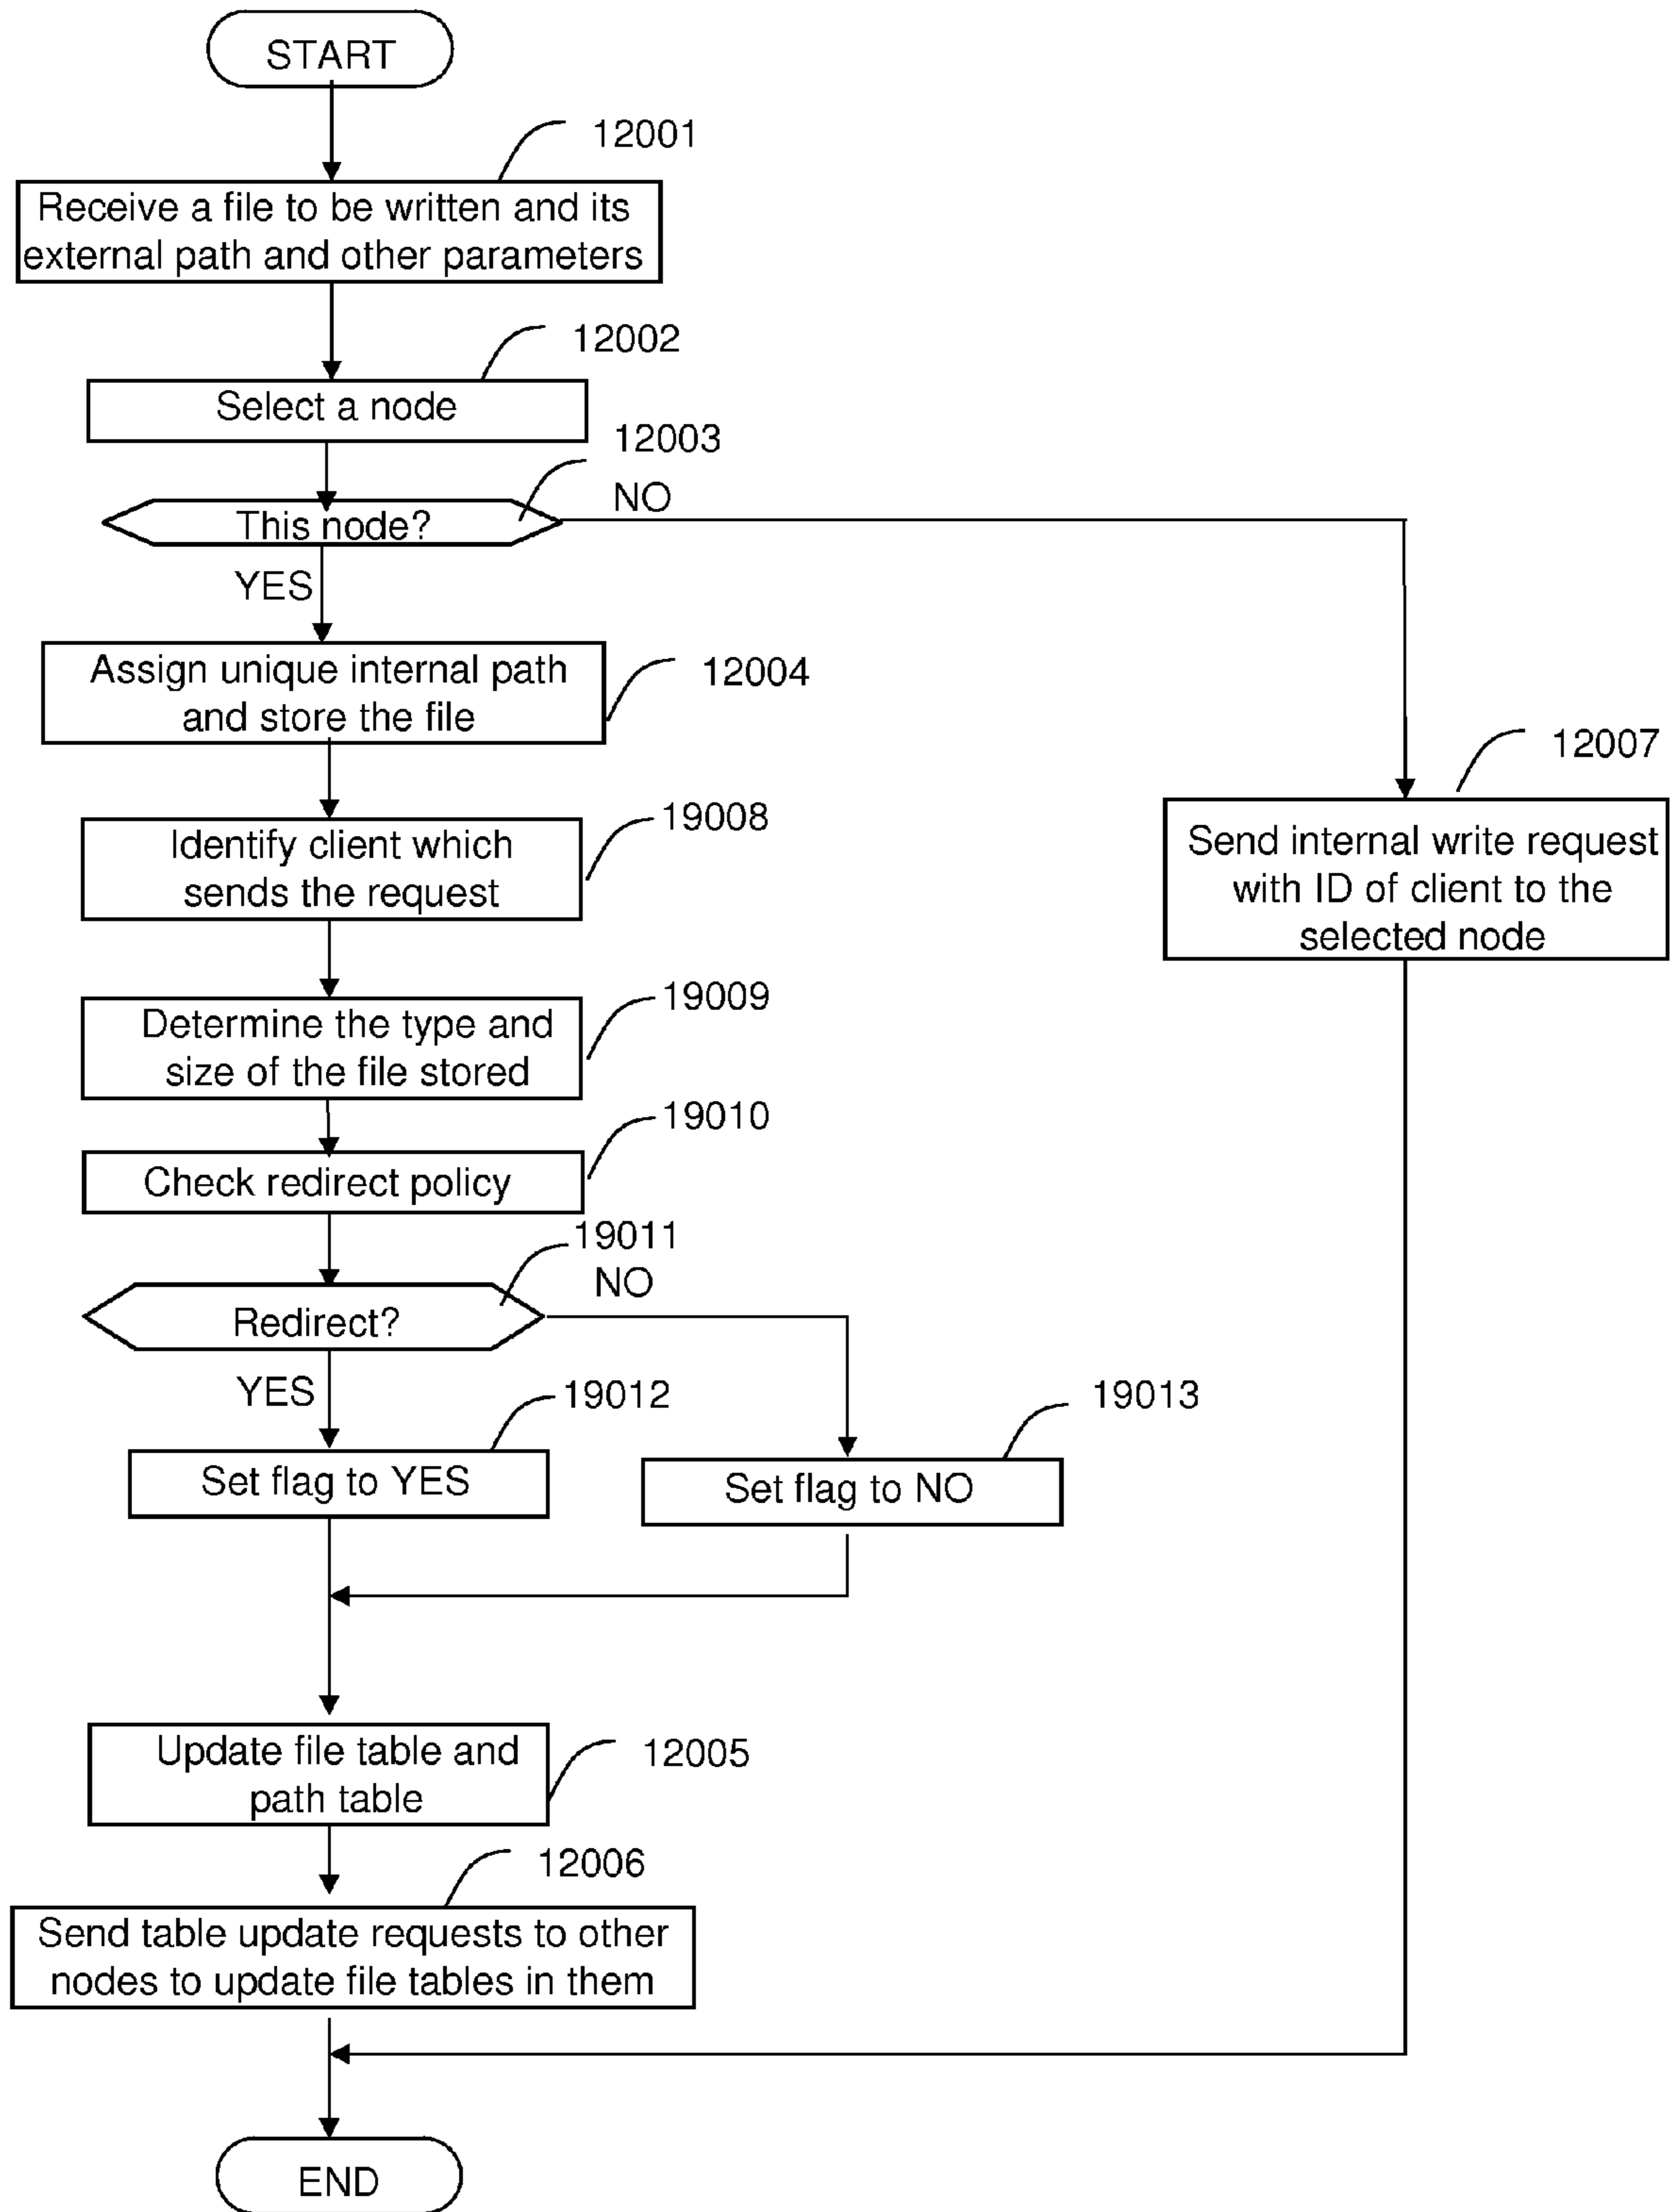 START
12001
Receive a file to be written and its
external path and other parameters
12002
Select a node
12003
This node?
NO
YES
Assign unique internal path
and store the file
12004
12007
Send internal write request
with ID of client to the
selected node
19008
Identify client which
sends the request
19009
Determine the type and
size of the file stored
19010
Check redirect policy
19011
Redirect?
NO
YES
19012
Set flag to YES
19013
Set flag to NO
Update file table and
path table
12005
12006
Send table update requests to other
nodes to update file tables in them
END